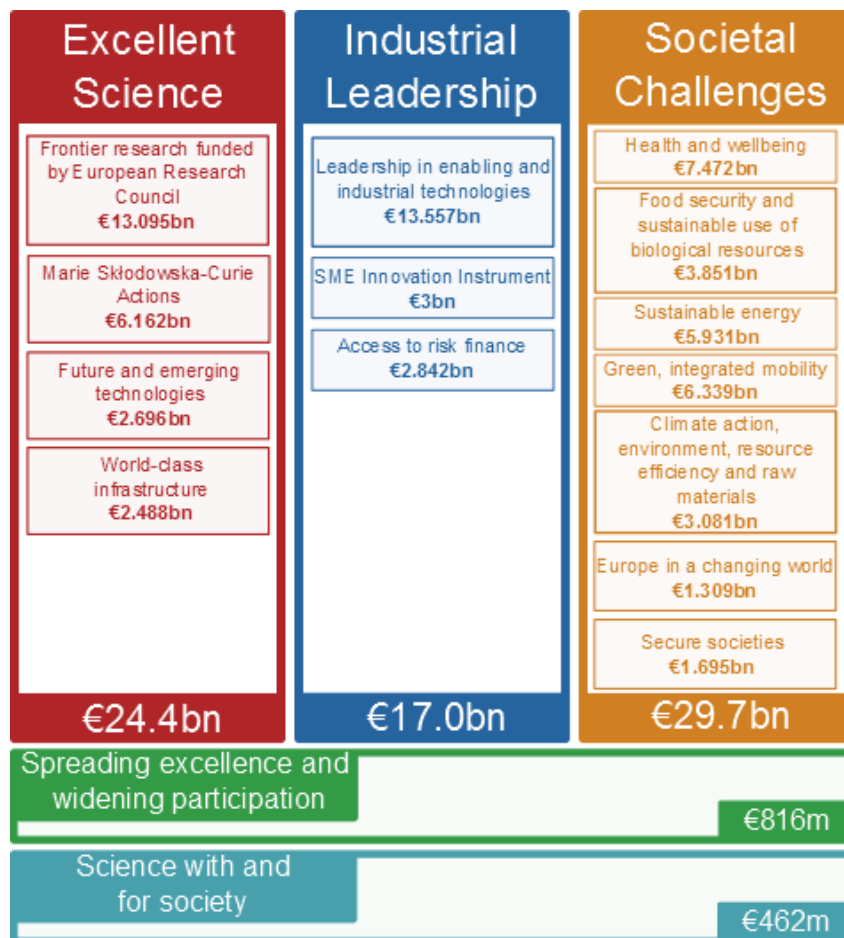 Excellent
Science
Frontier research funded
by European Research
Council
€13.095bn
Marie Skłodowska-Curie
Actions
€6.162bn
Future and emerging
technologies
€2.696bn
World-class
infrastructure
€2.488bn
€24.4bn
Industrial
Leadership
Leadership in enabling and
industrial technologies
€13.557bn
SME Innovation Instrument
€3bn
Access to risk finance
€2.842bn
€17.0bn
Societal
Challenges
Health and wellbeing
€7.472bn
Food security and
sustainable use of
biological resources
€3.851bn
Sustainable energy
€5.931bn
Green, integrated mobility
€6.339bn
Climate action,
environment, resource
efficiency and raw
materials
€3.081bn
Europe in a changing world
€1.309bn
Secure societies
€1.695bn
€29.7bn
Spreading excellence and
widening participation
€816m
Science with and
for society
€462m